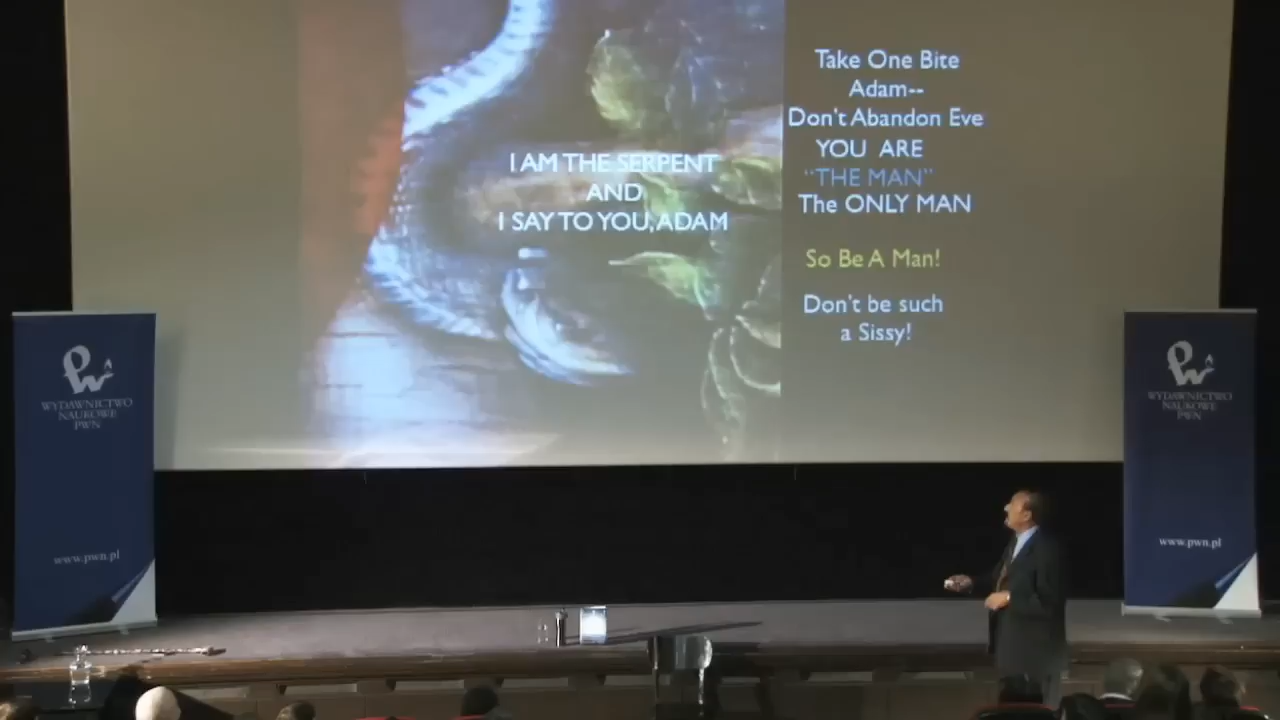 I AM THE SERPENT
AND
I SAY TO YOU, ADAM
Take One Bite
Adam--
Don't Abandon Eve
YOU ARE
"THE MAN"
The ONLY MAN
So Be A Man!
Don't be such
a Sissy!
PW
WYDAWNICTWO
NAUKOWE
PWN
www.pwn.pl
PW
WYDAWNICTWO
NAUKOWE
PWN
www.pwn.pl